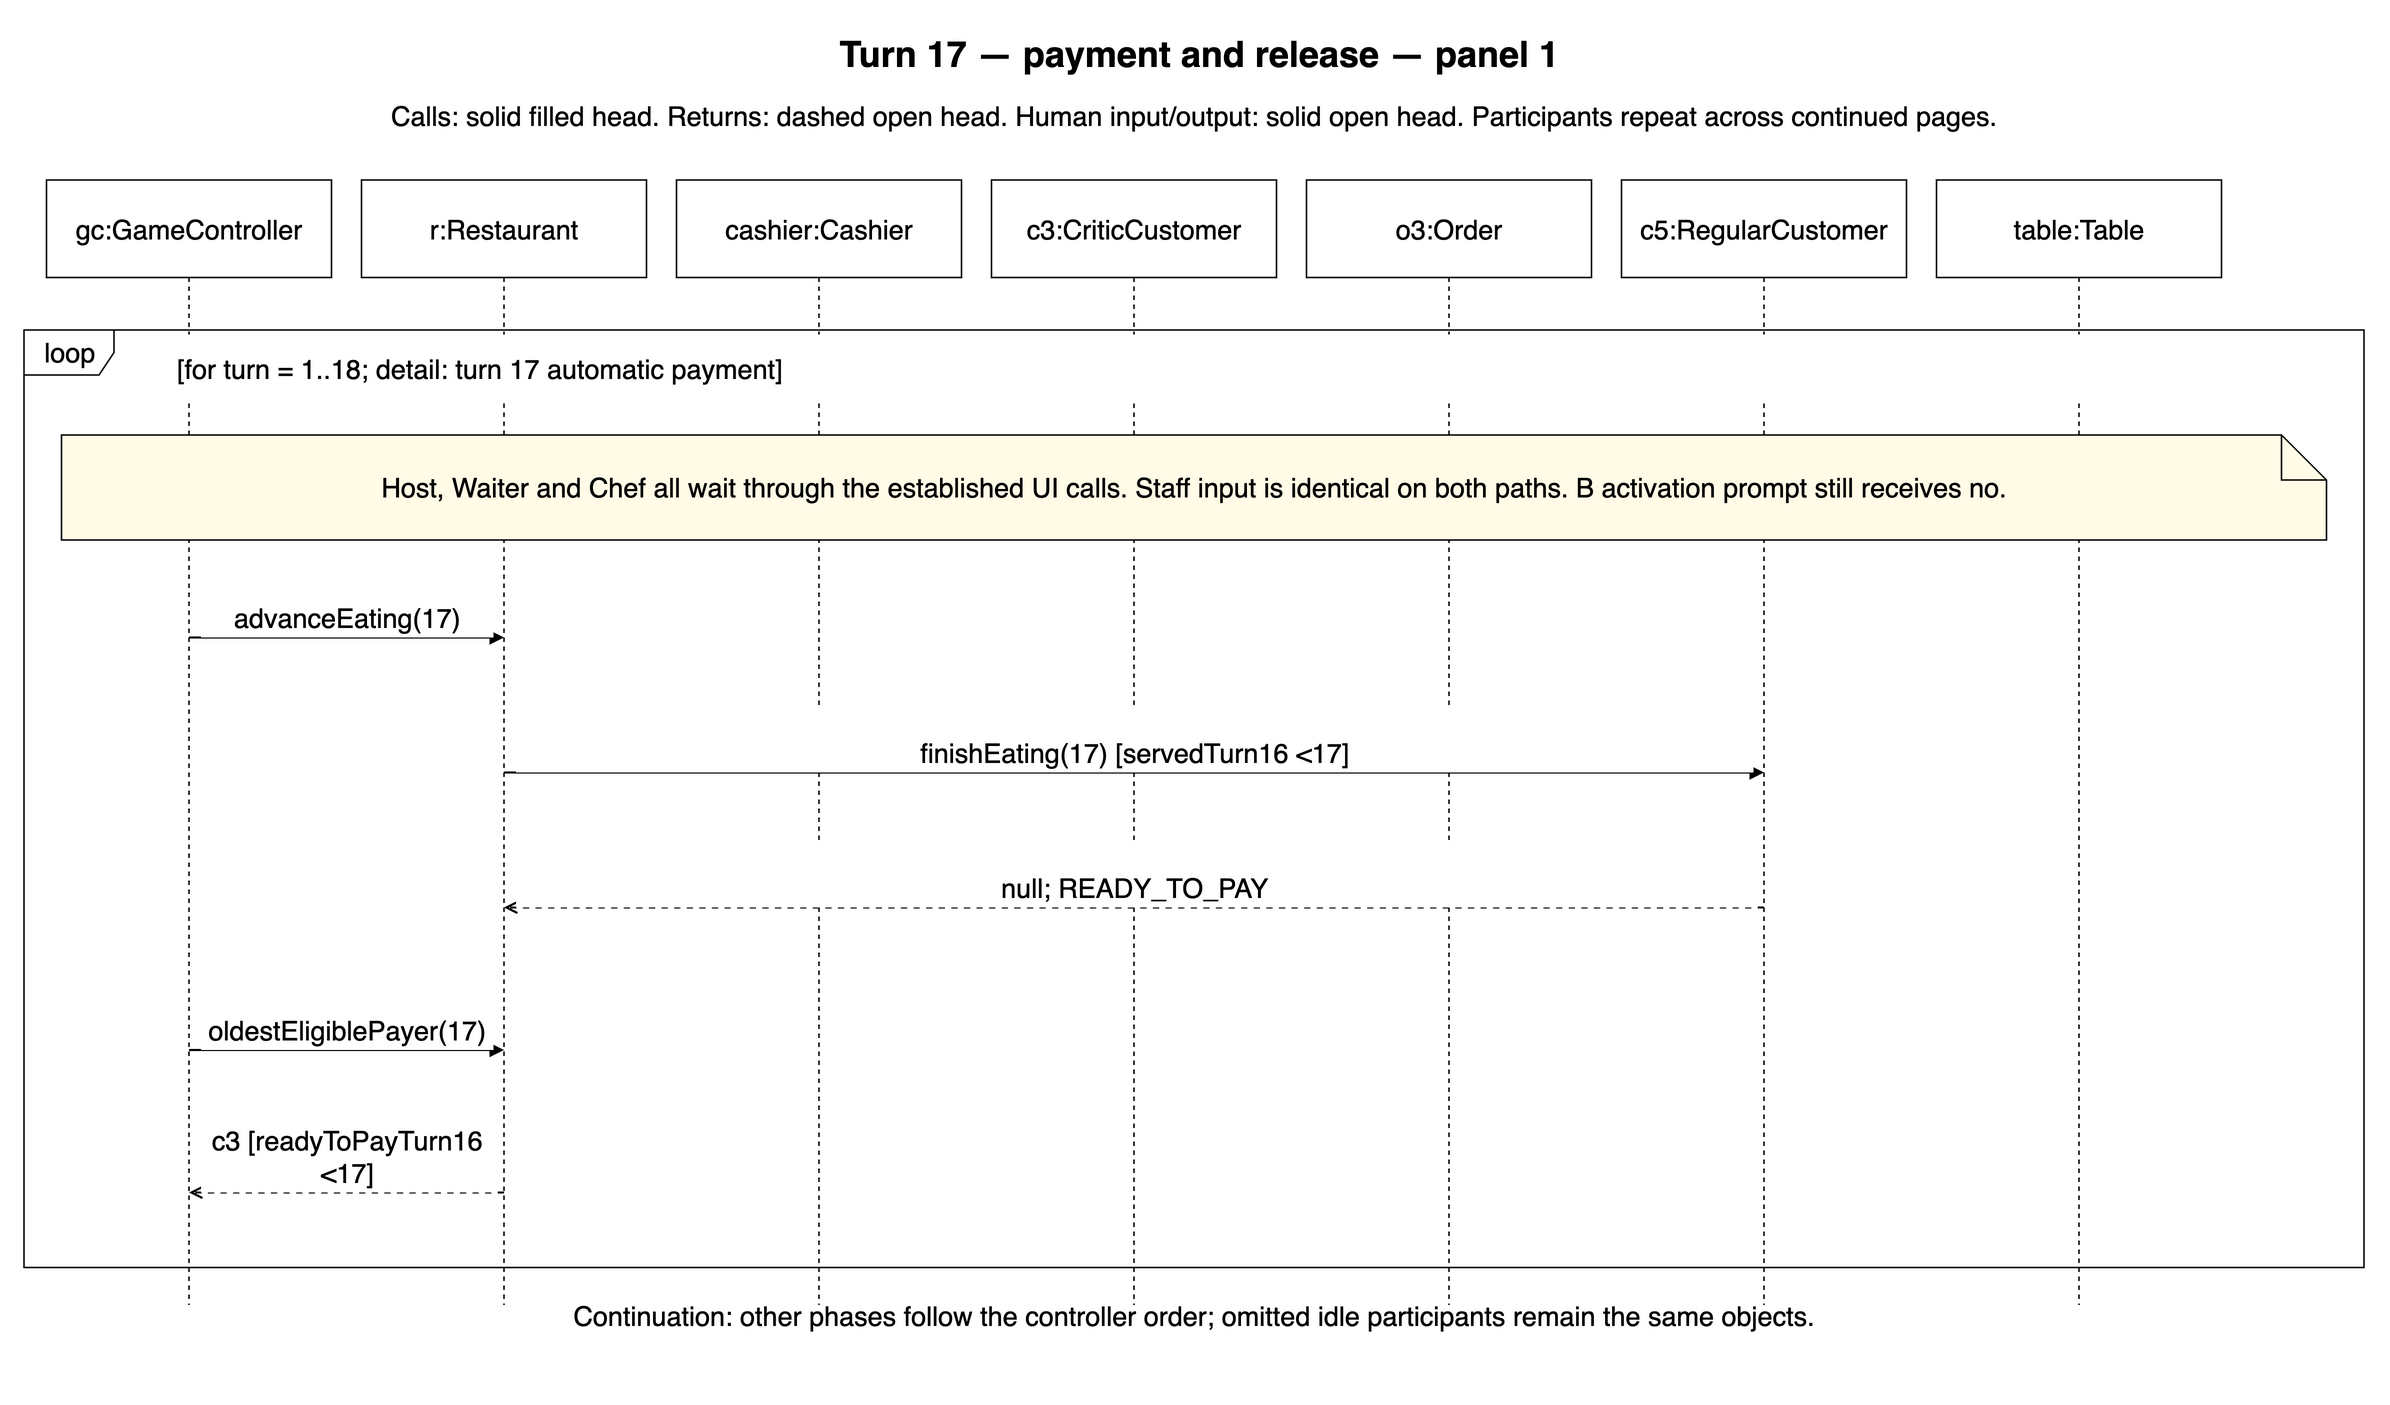 Turn 17 — payment and release — panel 1
Calls: solid filled head. Returns: dashed open head. Human input/output: solid open head. Participants repeat across continued pages.
gc:GameController
r:Restaurant
cashier:Cashier
c3:CriticCustomer
o3:Order
c5:RegularCustomer
table:Table
loop
[for turn = 1..18; detail: turn 17 automatic payment]
Host, Waiter and Chef all wait through the established UI calls. Staff input is identical on both paths. B activation prompt still receives no.
advanceEating(17)
finishEating(17) [servedTurn16 <17]
null; READY_TO_PAY
oldestEligiblePayer(17)
c3 [readyToPayTurn16
<17]
Continuation: other phases follow the controller order; omitted idle participants remain the same objects.